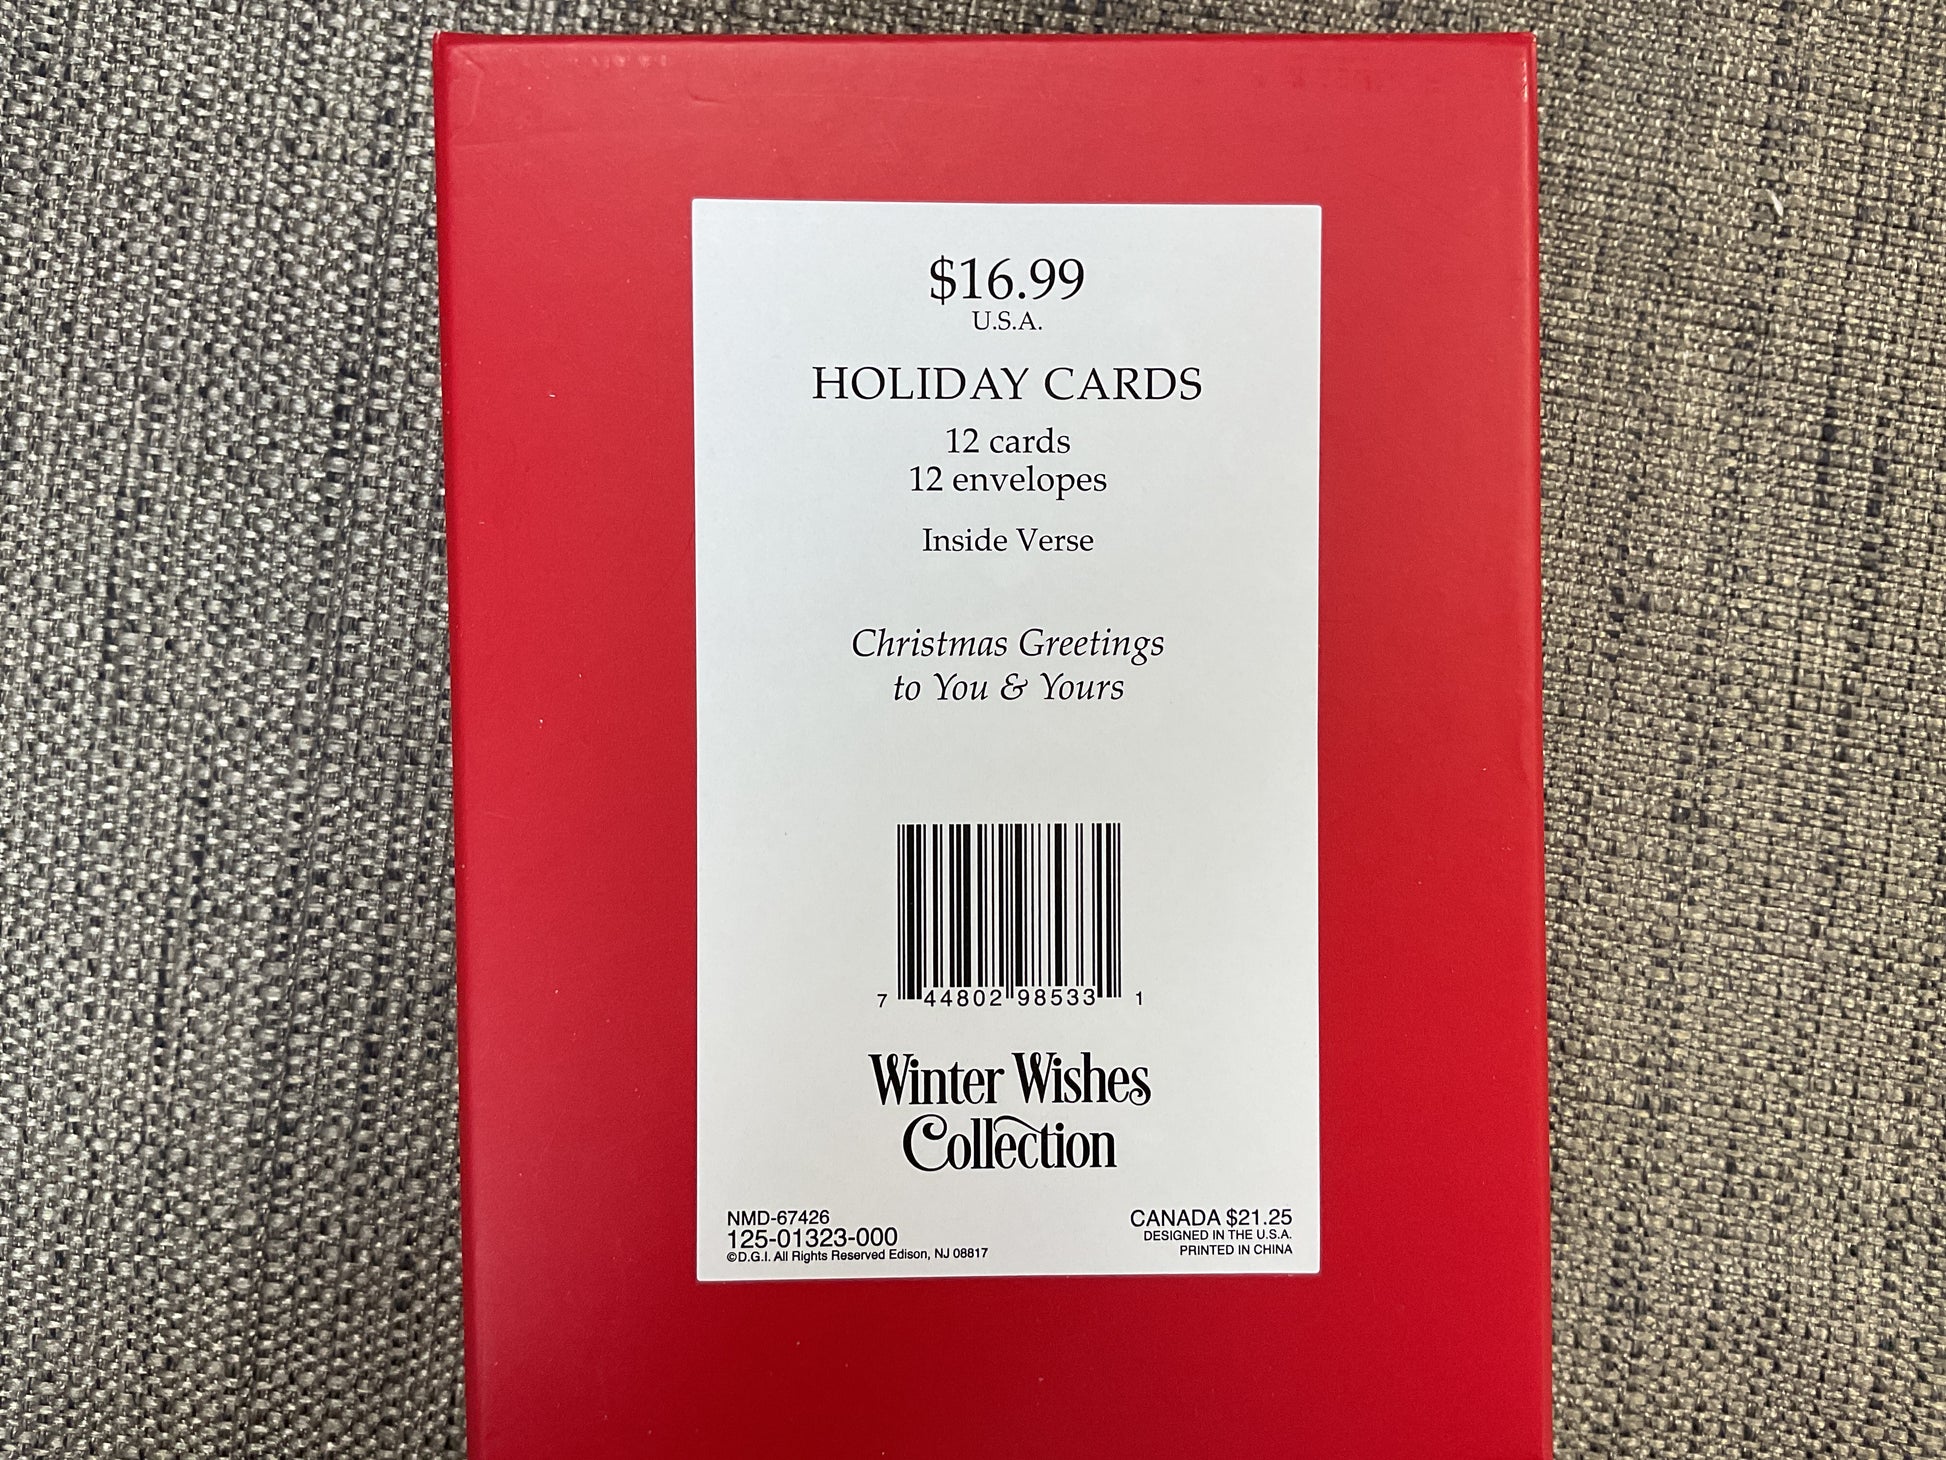 $16.99
U.S.A.
HOLIDAY CARDS
12 cards
12 envelopes
Inside Verse
Christmas Greetings
to You & Yours
7 44802 98533 1
Winter Wishes
Collection
NMD-67426
125-01323-000
©D.G.I. All Rights Reserved Edison, NJ 08817
CANADA $21.25
DESIGNED IN THE U.S.A.
PRINTED IN CHINA